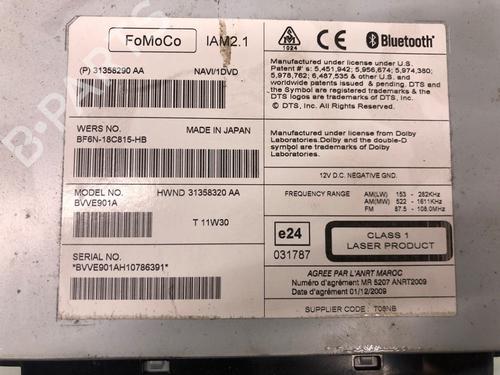 FoMoCo
IAM2.1
(P) 31358290 AA
NAVI/1DVD
WERS NO.
MADE IN JAPAN
BF6N-18C815-HB
MODEL NO.
HWND 31358320 AA
BVVE901A
T 11W30
SERIAL NO.
*BVVE901AH10786391*
1024
Bluetooth®
Manufactured under license under U.S.
Patent #' s : 5,451,942; 5,956,674; 5,974,380;
5,978,762; 6,487,535 & other U.S. and
worldwide patents issued & pending. DTS and
the Symbol are registered trademarks & the
DTS logos are trademarks of DTS, Inc.
© DTS, Inc. All Rights Reserved.
Manufactured under license from Dolby
Laboratories.Dolby and the double-D
symbol are trademarks of Dolby
Laboratories.
12V D.C. NEGATIVE GND.
FREQUENCY RANGE
AM(LW) 153 - 282KHz
AM(MW) 522 - 1611KHz
FM 87.5 - 108.0MHz
e24
031787
CLASS 1
LASER PRODUCT
AGREE PAR L'ANRT MAROC
Numéro d'agrément MR 5207 ANRT2009
Date d'agrément 01/12/2009
SUPPLIER CODE : T08NB
B-PARTS